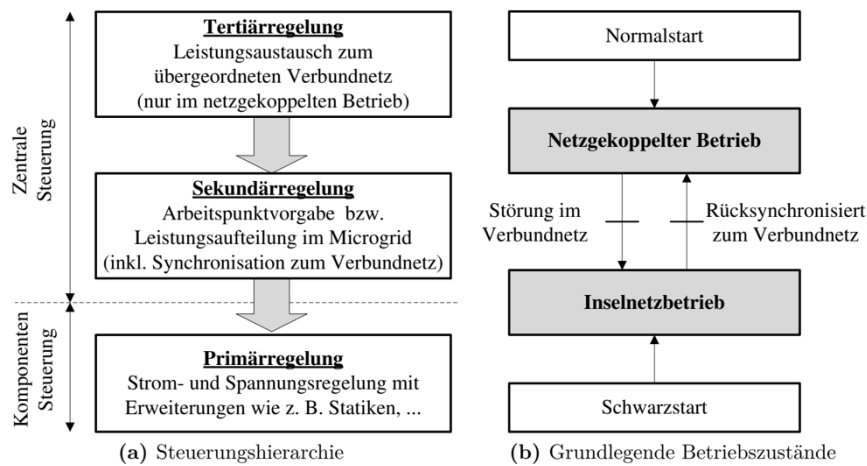 Tertiärregelung
Leistungsaustausch zum
übergeordneten Verbundnetz
(nur im netzgekoppelten Betrieb)
Zentrale
Steuerung
Sekundärregelung
Arbeitspunktvorgabe bzw.
Leistungsaufteilung im Microgrid
(inkl. Synchronisation zum Verbundnetz)
Komponenten
Steuerung
Primärregelung
Strom- und Spannungsregelung mit
Erweiterungen wie z. B. Statiken, ...
(a) Steuerungshierarchie
Normalstart
Netzgekoppelter Betrieb
Störung im
Verbundnetz
Rücksynchronisiert
zum Verbundnetz
Inselnetzbetrieb
Schwarzstart
(b) Grundlegende Betriebszustände